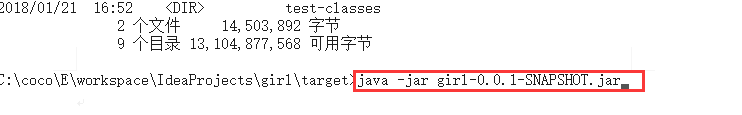 2018/01/21  16:52    <DIR>          test-classes
2 个文件     14,503,892 字节
9 个目录 13,104,877,568 可用字节
C:\coco\E\workspace\IdeaProjects\girl\target>java -jar girl-0.0.1-SNAPSHOT.jar